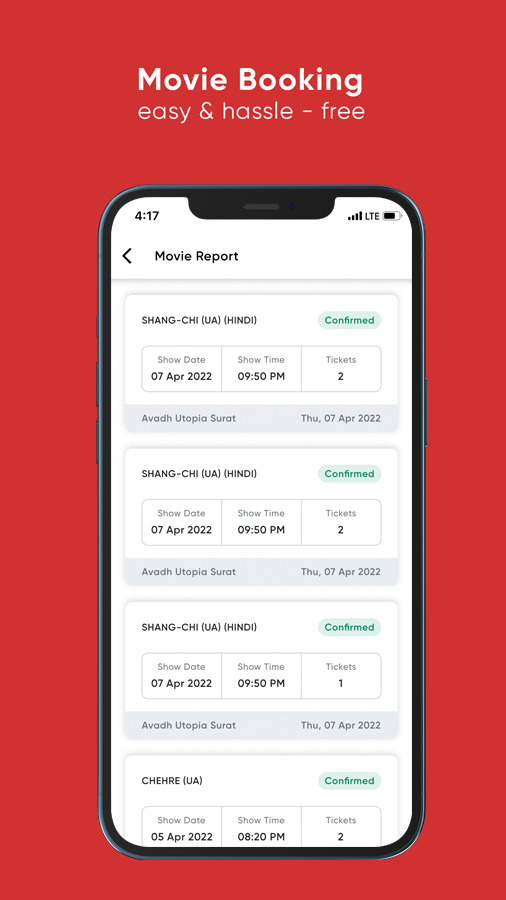 Movie Booking
easy & hassle - free
4:17 LTE
Movie Report
SHANG-CHI (UA) (HINDI) Confirmed
Show Date Show Time Tickets
07 Apr 2022 09:50 PM 2
Avadh Utopia Surat Thu, 07 Apr 2022
SHANG-CHI (UA) (HINDI) Confirmed
Show Date Show Time Tickets
07 Apr 2022 09:50 PM 2
Avadh Utopia Surat Thu, 07 Apr 2022
SHANG-CHI (UA) (HINDI) Confirmed
Show Date Show Time Tickets
07 Apr 2022 09:50 PM 1
Avadh Utopia Surat Thu, 07 Apr 2022
CHEHRE (UA) Confirmed
Show Date Show Time Tickets
05 Apr 2022 08:20 PM 2